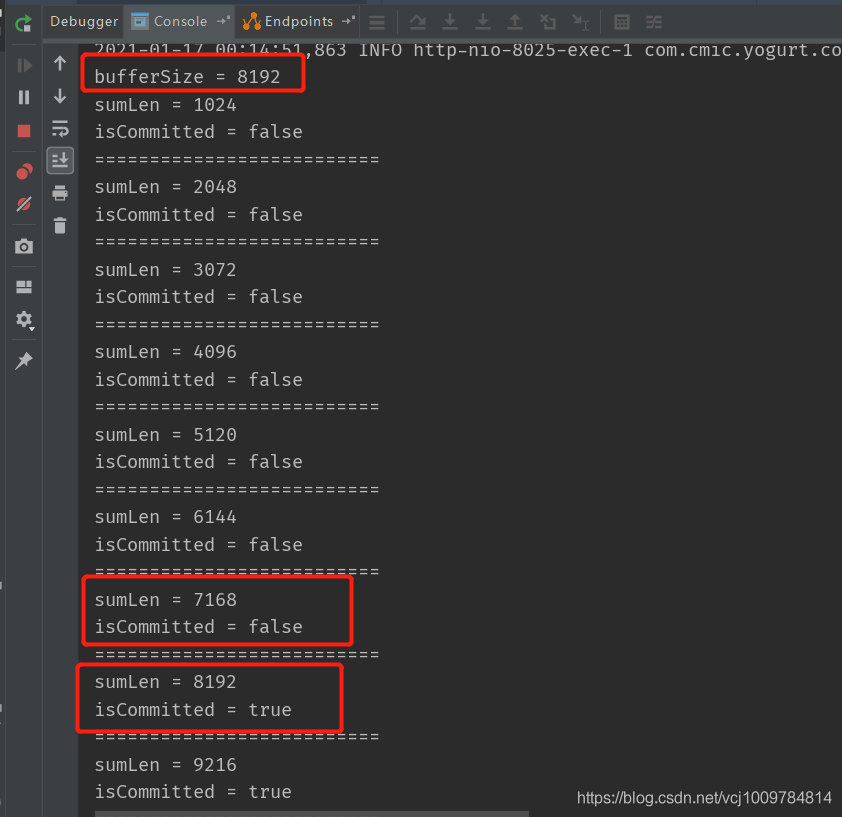 Debugger Console Endpoints
2021-01-17 00:14:51,863 INFO http-nio-8025-exec-1 com.cmic.yogurt.co
bufferSize = 8192
sumLen = 1024
isCommitted = false
==========================
sumLen = 2048
isCommitted = false
==========================
sumLen = 3072
isCommitted = false
==========================
sumLen = 4096
isCommitted = false
==========================
sumLen = 5120
isCommitted = false
==========================
sumLen = 6144
isCommitted = false
==========================
sumLen = 7168
isCommitted = false
==========================
sumLen = 8192
isCommitted = true
==========================
sumLen = 9216
isCommitted = true
https://blog.csdn.net/vcj1009784814